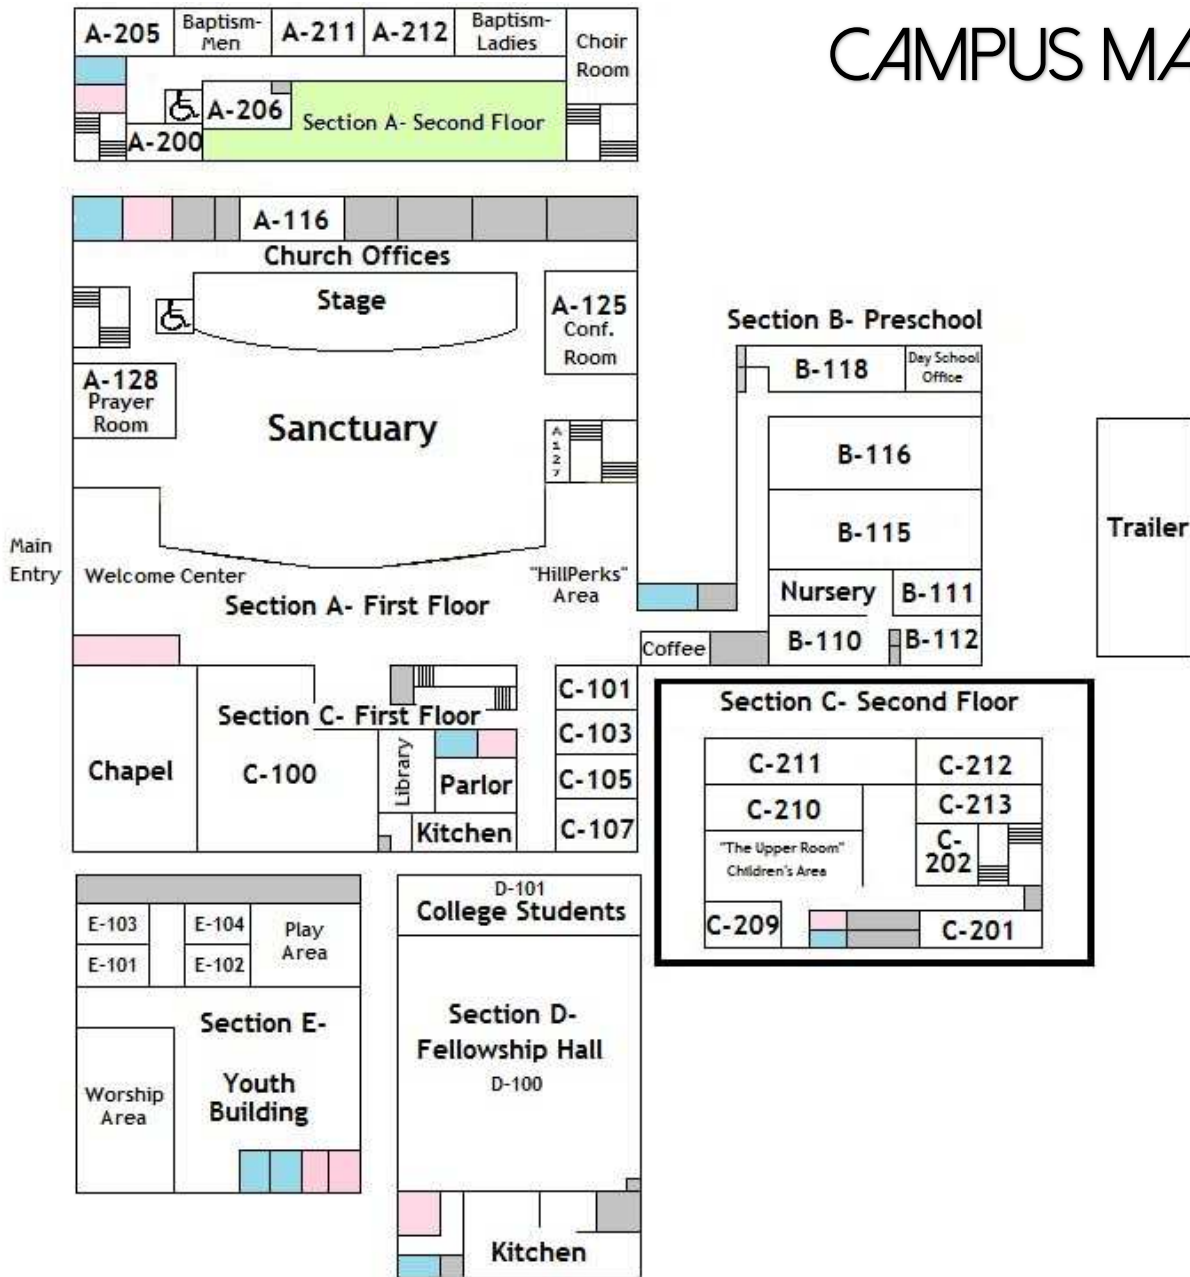 CAMPUS MA
A-205
Baptism-
Men
A-211
A-212
Baptism-
Ladies
Choir
Room
A-206
Section A- Second Floor
A-200
A-116
Church Offices
Stage
A-125
Conf.
Room
A-128
Prayer
Room
Sanctuary
A
1
2
7
Main
Entry
Welcome Center
"HillPerks"
Area
Section A- First Floor
Section B- Preschool
B-118
Day School
Office
B-116
B-115
Nursery
B-111
B-110
B-112
Coffee
Trailer
Chapel
Section C- First Floor
C-100
Library
Parlor
Kitchen
C-101
C-103
C-105
C-107
Section C- Second Floor
C-211
C-212
C-210
C-213
"The Upper Room"
Children's Area
C-
202
C-209
C-201
E-103
E-104
Play
Area
E-101
E-102
Section E-
Youth
Building
Worship
Area
D-101
College Students
Section D-
Fellowship Hall
D-100
Kitchen